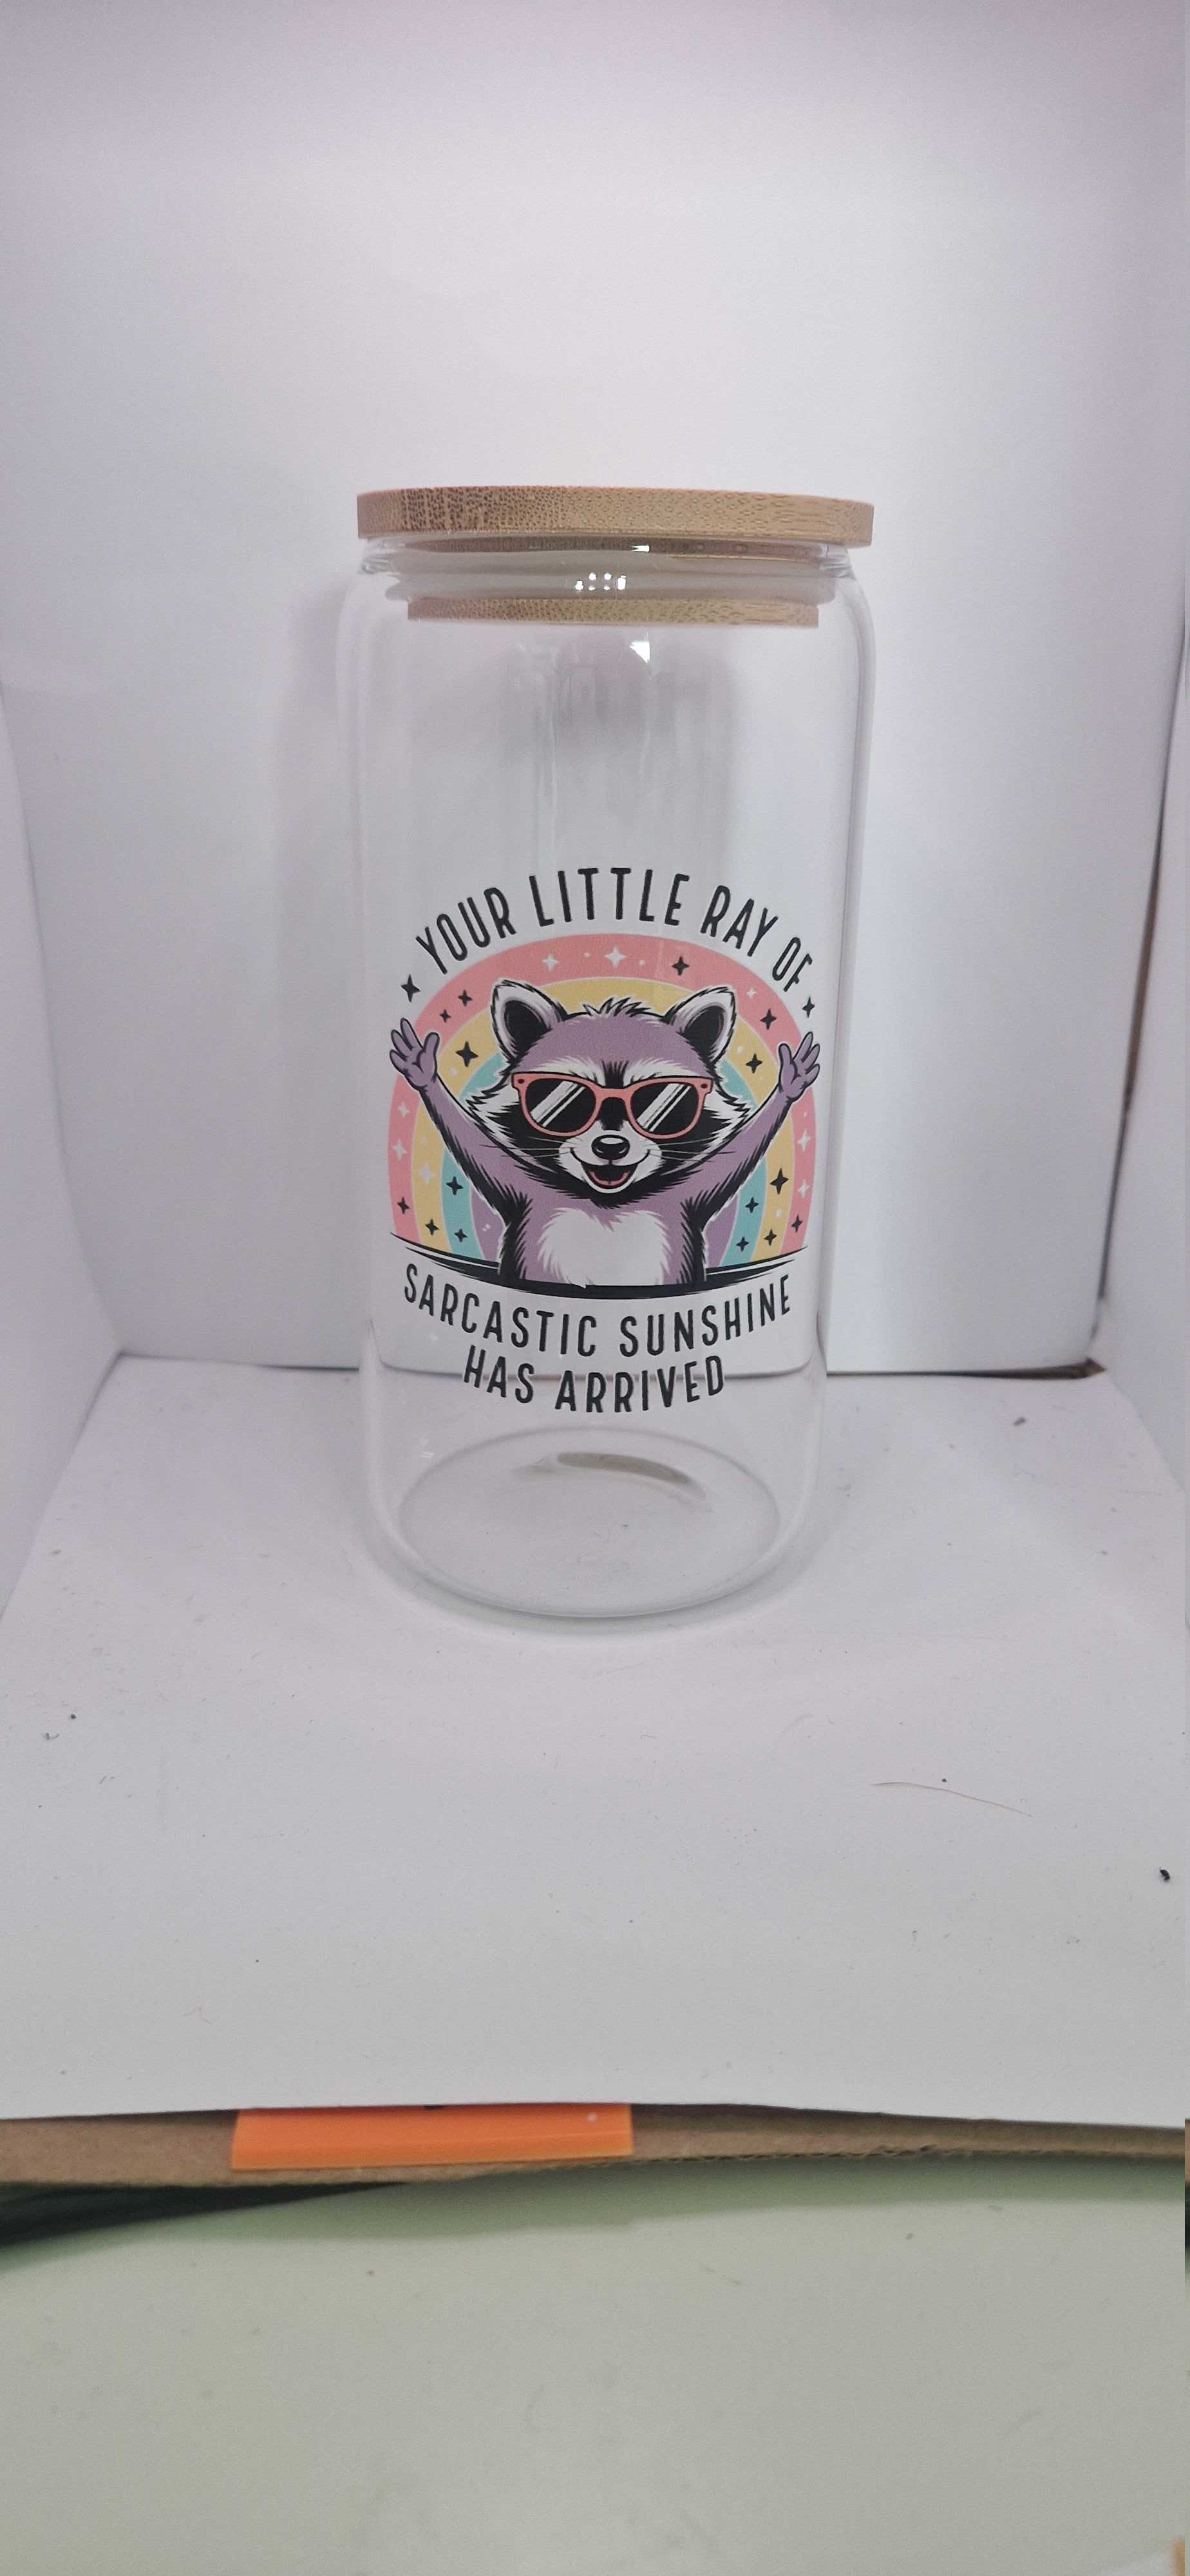 YOUR LITTLE RAY OF
SARCASTIC SUNSHINE
HAS ARRIVED